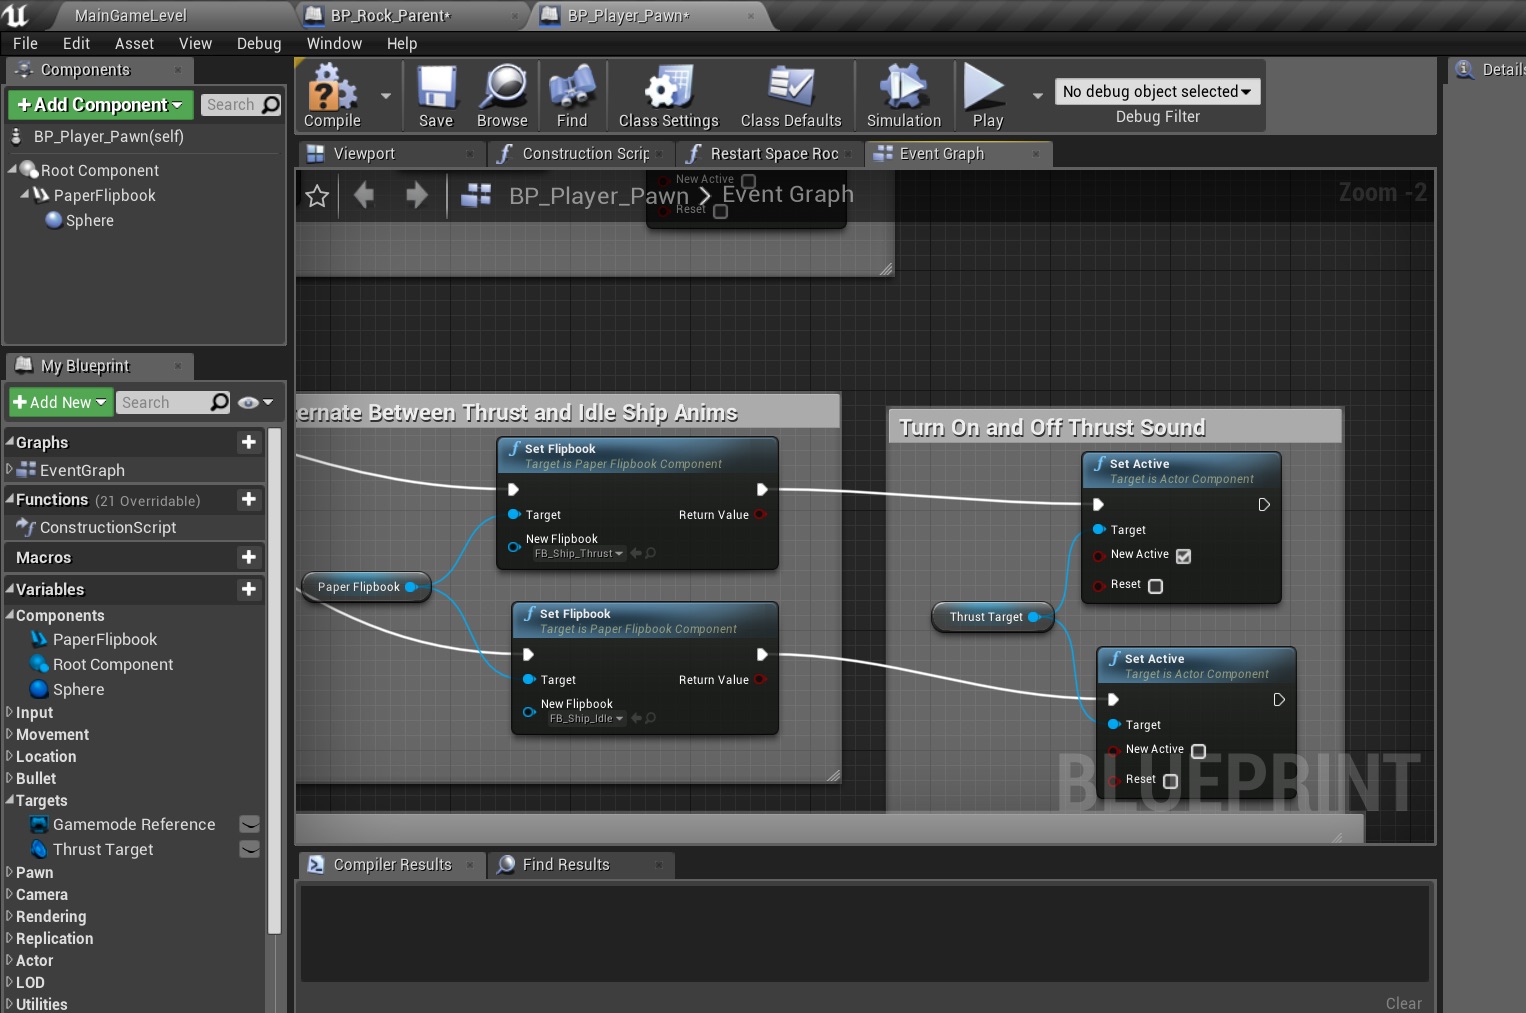 MainGameLevel
BP_Rock_Parent*
BP_Player_Pawn*
File Edit Asset View Debug Window Help
Components
Details
+Add Component
Search
BP_Player_Pawn(self)
Root Component
PaperFlipbook
Sphere
Compile
Save
Browse
Find
Class Settings
Class Defaults
Simulation
Play
No debug object selected
Debug Filter
Viewport
Construction Scrip
Restart Space Roc
Event Graph
BP_Player_Pawn > Event Graph
Zoom -2
New Active
Reset
ernate Between Thrust and Idle Ship Anims
Set Flipbook
Target is Paper Flipbook Component
Target
Return Value
New Flipbook
FB_Ship_Thrust
Paper Flipbook
Set Flipbook
Target is Paper Flipbook Component
Target
Return Value
New Flipbook
FB_Ship_Idle
Turn On and Off Thrust Sound
Set Active
Target is Actor Component
Target
New Active
Reset
Thrust Target
Set Active
Target is Actor Component
Target
New Active
Reset
BLUEPRINT
My Blueprint
+Add New
Search
Graphs
EventGraph
Functions (21 Overridable)
ConstructionScript
Macros
Variables
Components
PaperFlipbook
Root Component
Sphere
Input
Movement
Location
Bullet
Targets
Gamemode Reference
Thrust Target
Pawn
Camera
Rendering
Replication
Actor
LOD
Utilities
Compiler Results
Find Results
Clear